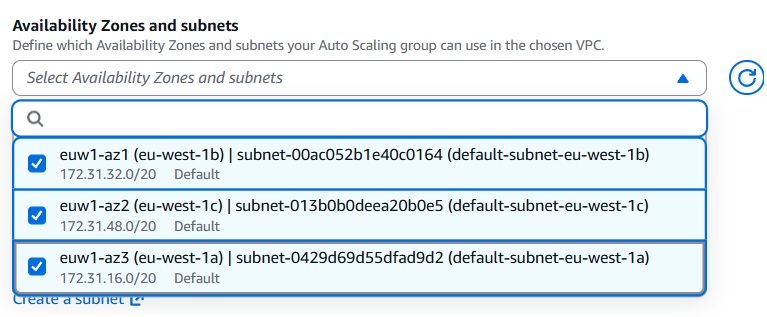 Availability Zones and subnets
Define which Availability Zones and subnets your Auto Scaling group can use in the chosen VPC.
Select Availability Zones and subnets
euw1-az1 (eu-west-1b) | subnet-00ac052b1e40c0164 (default-subnet-eu-west-1b)
172.31.32.0/20 Default
euw1-az2 (eu-west-1c) | subnet-013b0b0deea20b0e5 (default-subnet-eu-west-1c)
172.31.48.0/20 Default
euw1-az3 (eu-west-1a) | subnet-0429d69d55dfad9d2 (default-subnet-eu-west-1a)
172.31.16.0/20 Default
Create a subnet